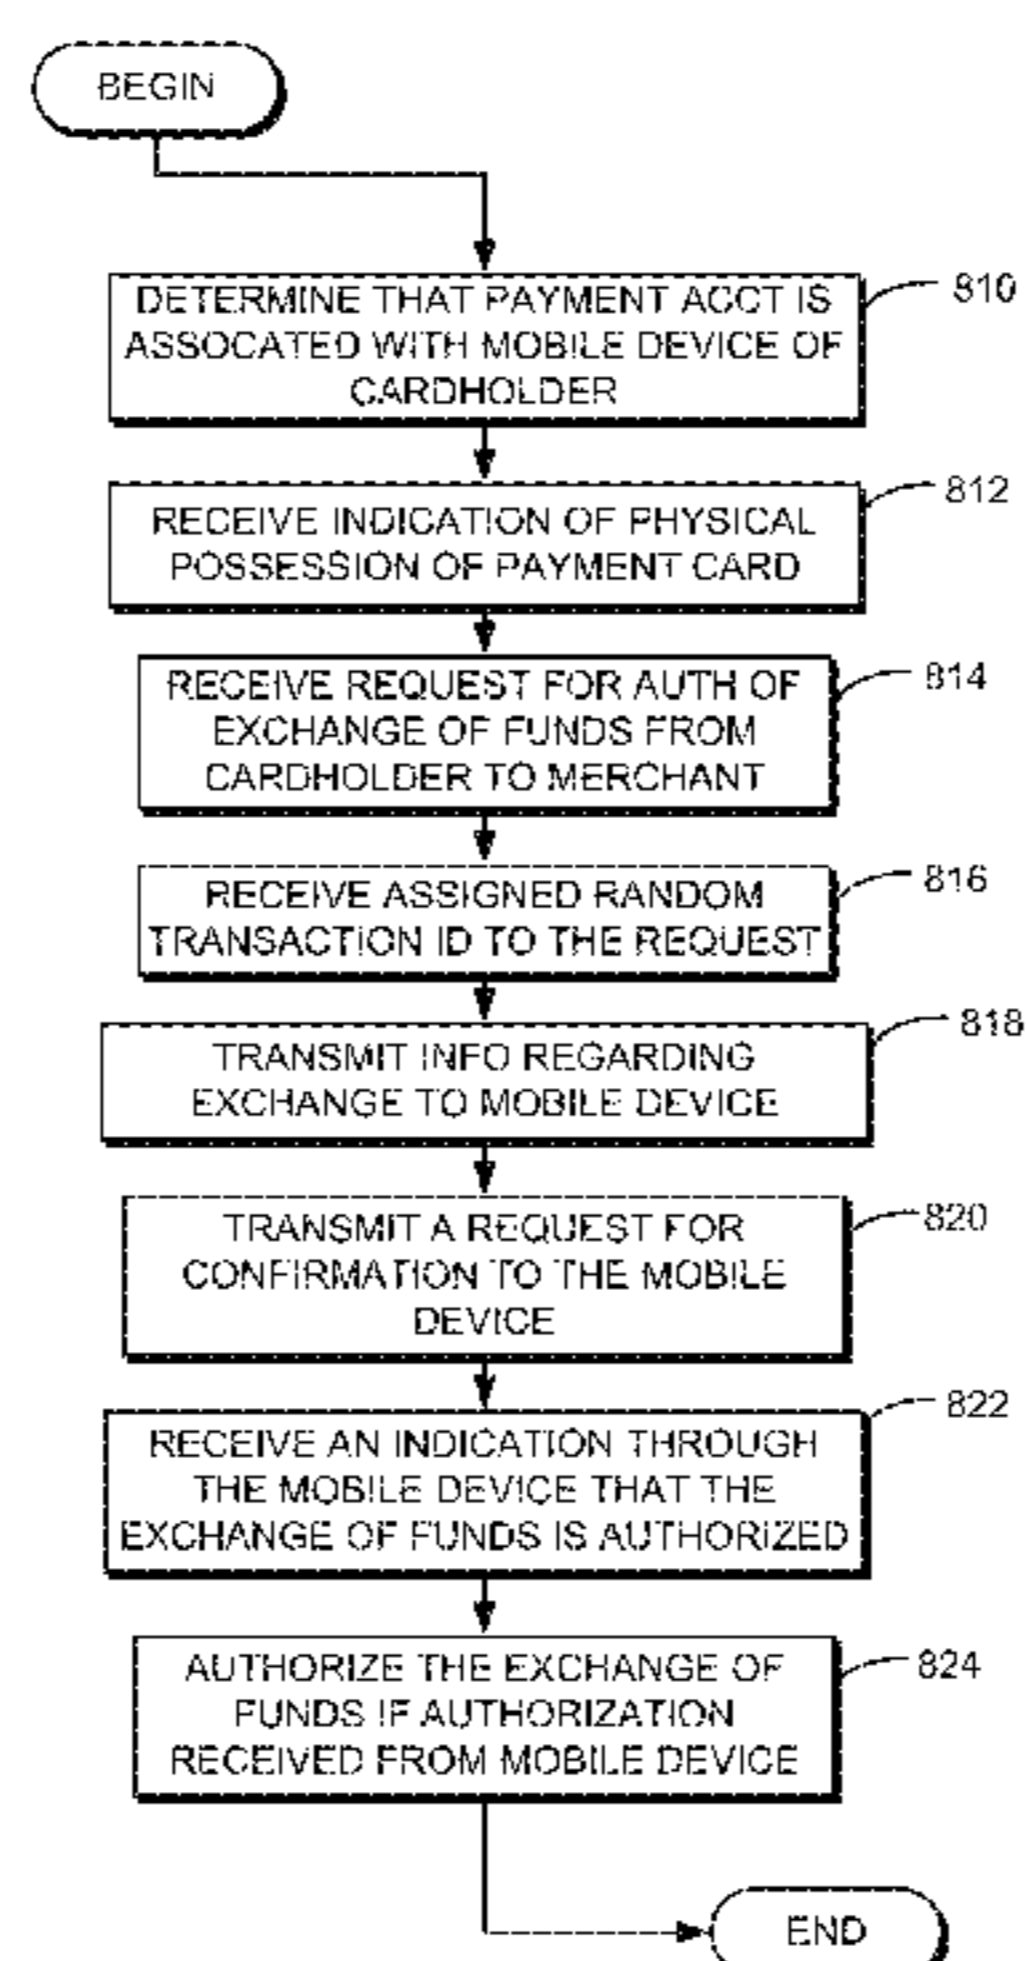 BEGIN
DETERMINE THAT PAYMENT ACCT IS
ASSOCATED WITH MOBILE DEVICE OF
CARDHOLDER
810
RECEIVE INDICATION OF PHYSICAL
POSSESSION OF PAYMENT CARD
812
RECEIVE REQUEST FOR AUTH OF
EXCHANGE OF FUNDS FROM
CARDHOLDER TO MERCHANT
814
RECEIVE ASSIGNED RANDOM
TRANSACTION ID TO THE REQUEST
816
TRANSMIT INFO REGARDING
EXCHANGE TO MOBILE DEVICE
818
TRANSMIT A REQUEST FOR
CONFIRMATION TO THE MOBILE
DEVICE
820
RECEIVE AN INDICATION THROUGH
THE MOBILE DEVICE THAT THE
EXCHANGE OF FUNDS IS AUTHORIZED
822
AUTHORIZE THE EXCHANGE OF
FUNDS IF AUTHORIZATION
RECEIVED FROM MOBILE DEVICE
824
END